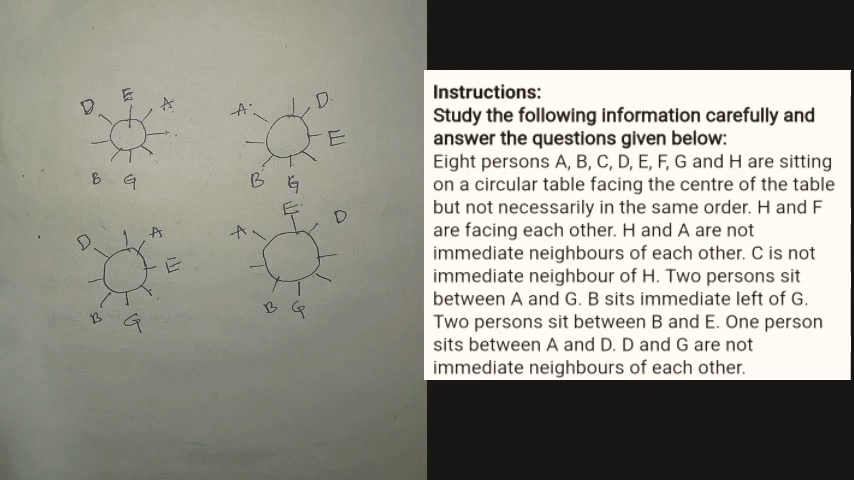 E
D A
B G
A D
E
B G
D A
E
B G
E
A D
B G
Instructions:
Study the following information carefully and
answer the questions given below:
Eight persons A, B, C, D, E, F, G and H are sitting
on a circular table facing the centre of the table
but not necessarily in the same order. H and F
are facing each other. H and A are not
immediate neighbours of each other. C is not
immediate neighbour of H. Two persons sit
between A and G. B sits immediate left of G.
Two persons sit between B and E. One person
sits between A and D. D and G are not
immediate neighbours of each other.